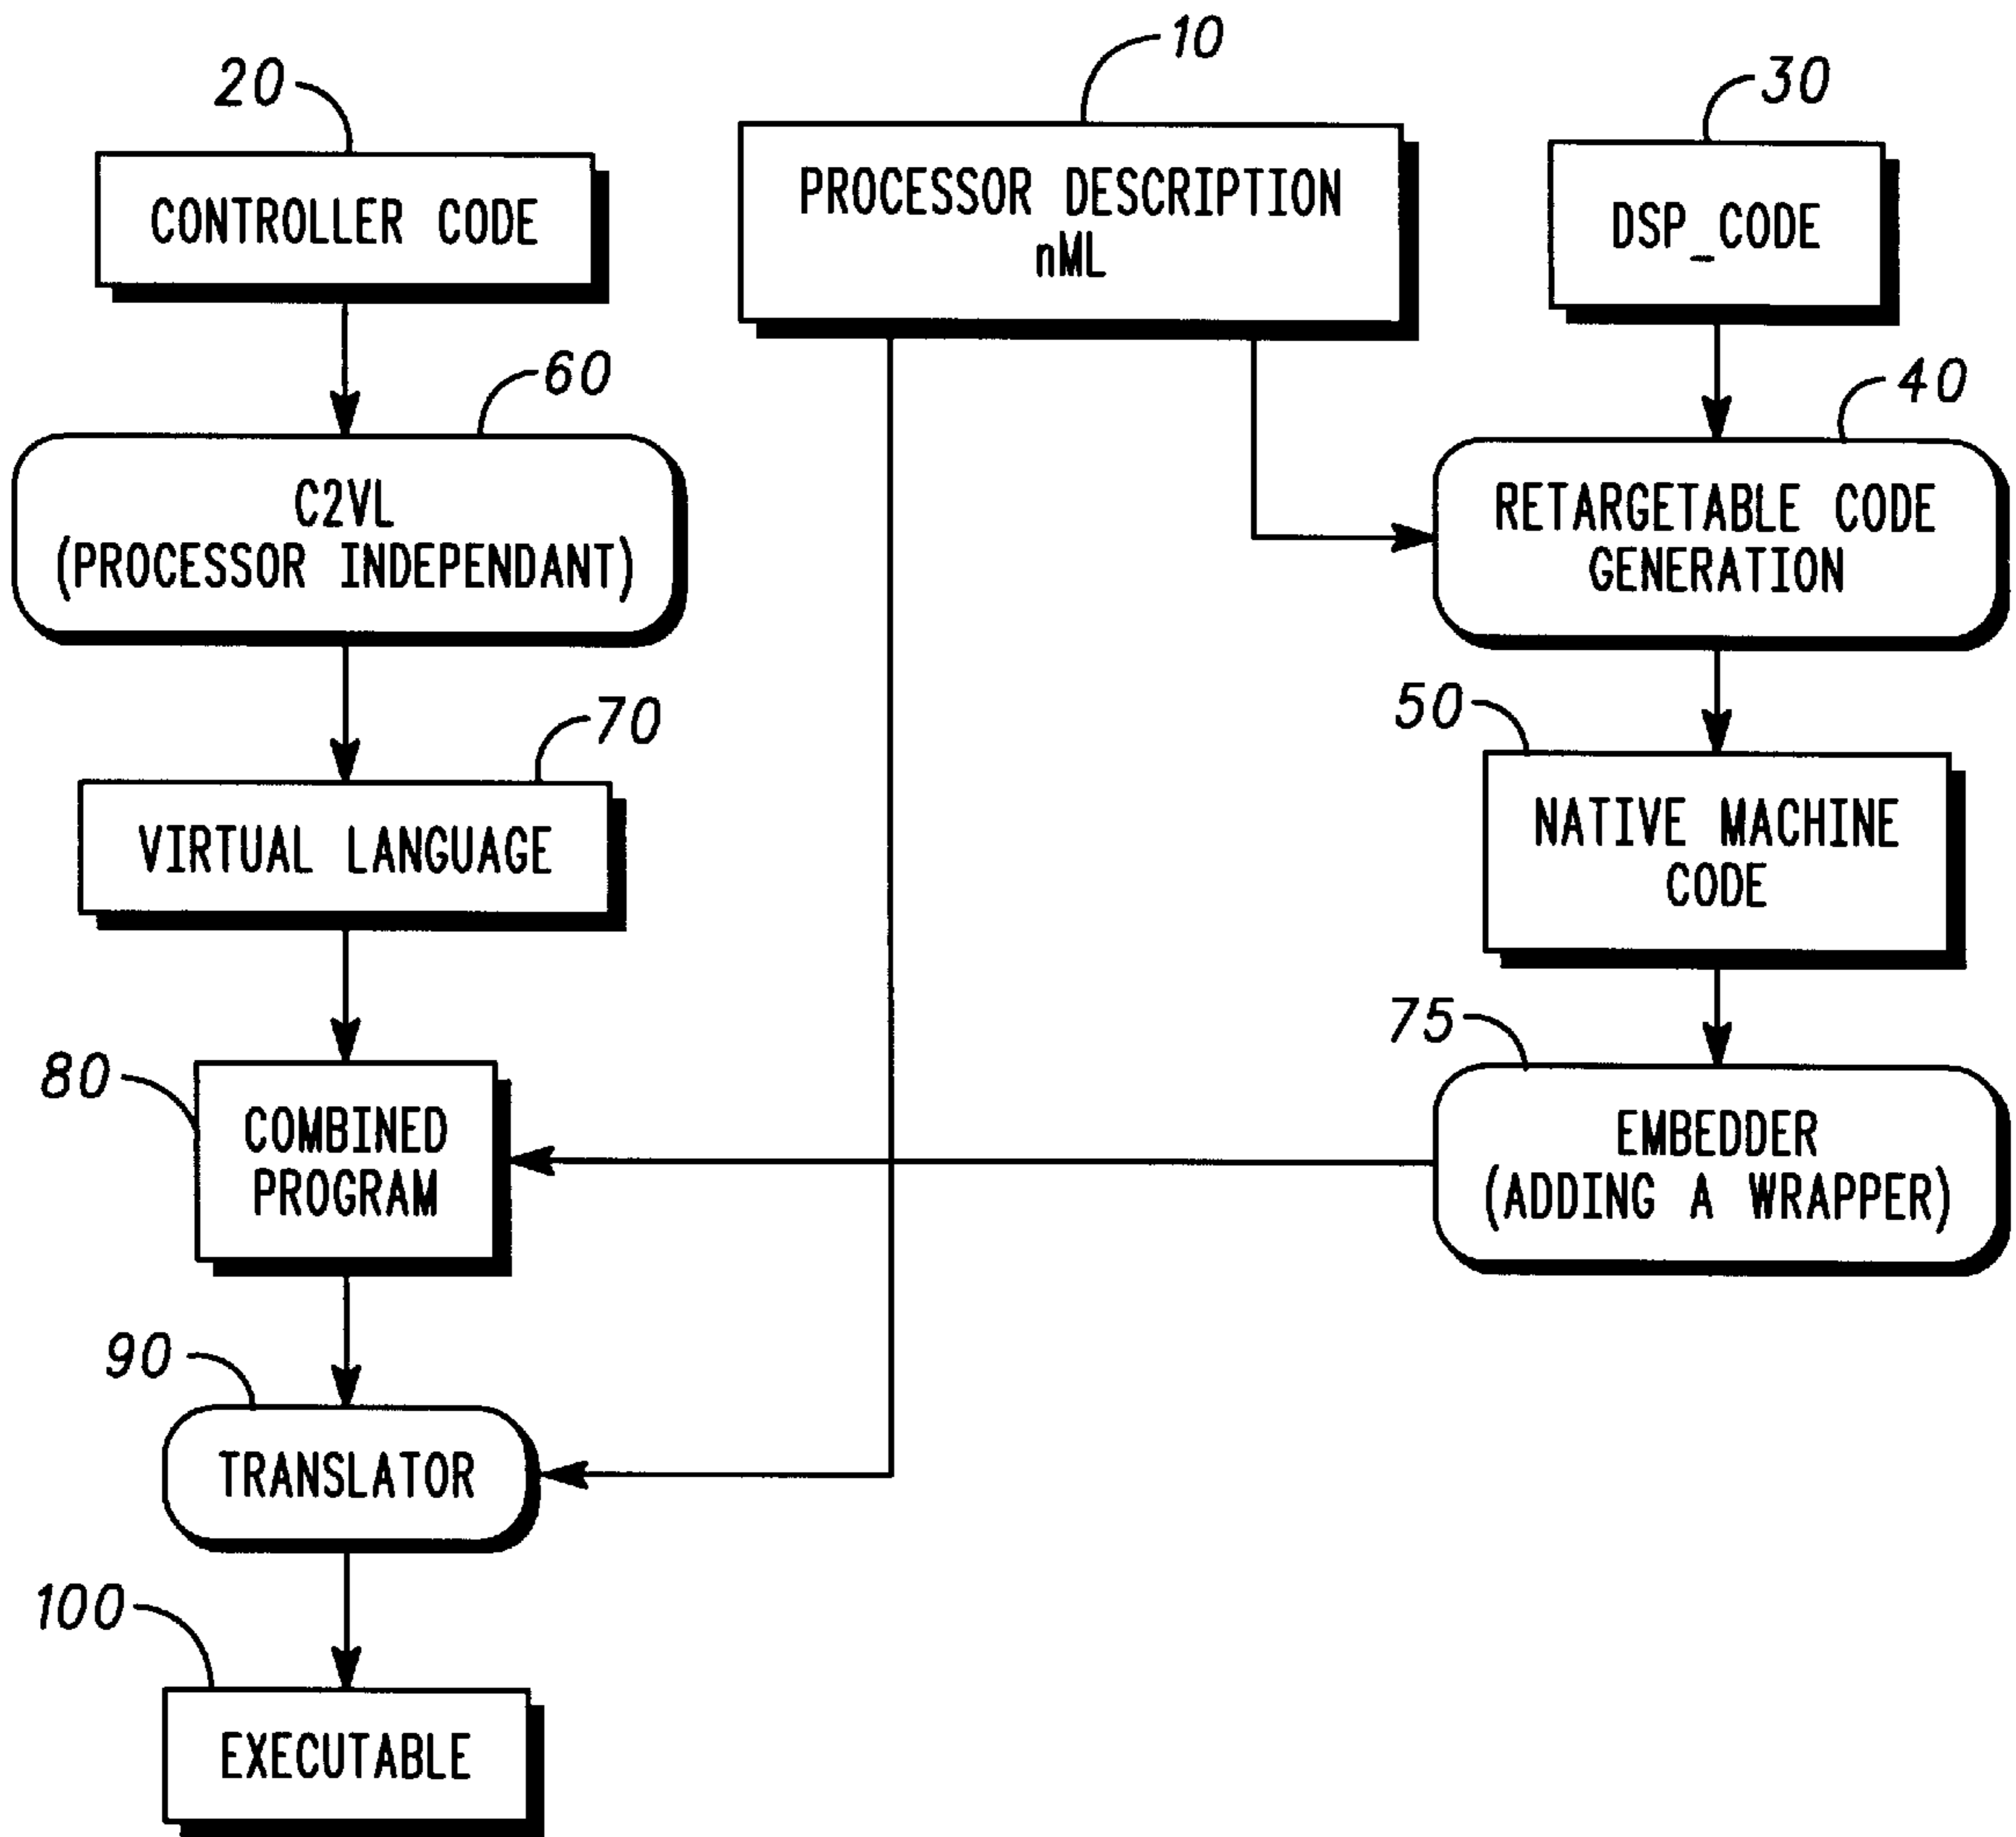 10
20
30
CONTROLLER CODE
PROCESSOR DESCRIPTION
nML
DSP_CODE
60
40
C2VL
(PROCESSOR INDEPENDANT)
RETARGETABLE CODE
GENERATION
70
50
VIRTUAL LANGUAGE
NATIVE MACHINE
CODE
80
75
COMBINED
PROGRAM
EMBEDDER
(ADDING A WRAPPER)
90
TRANSLATOR
100
EXECUTABLE